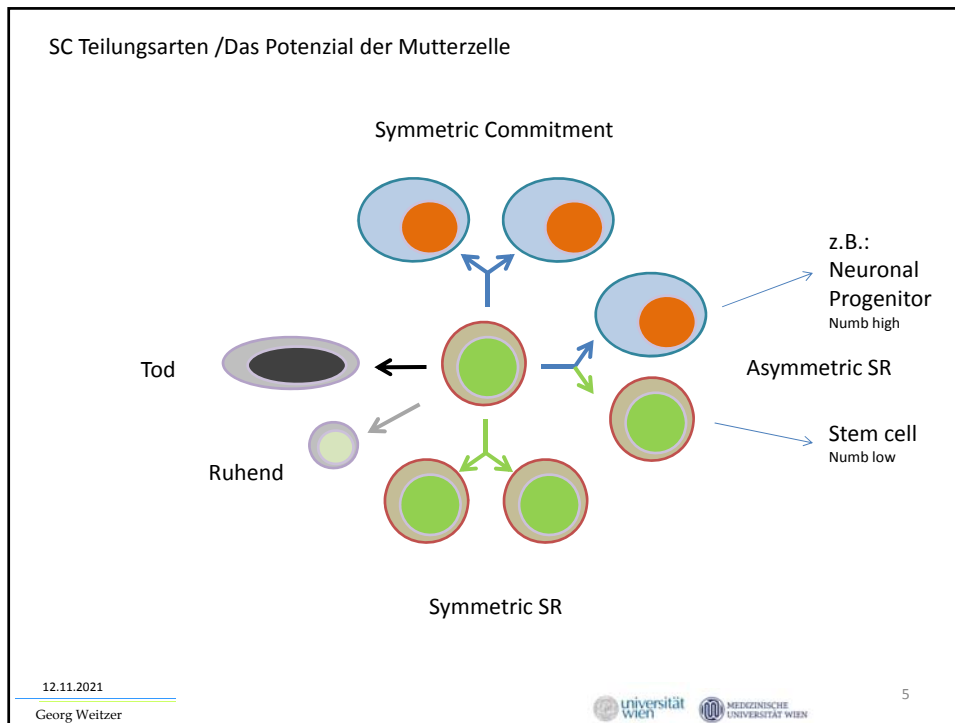 SC Teilungsarten /Das Potenzial der Mutterzelle
Symmetric Commitment
z.B.:
Neuronal
Progenitor
Numb high
Tod
Asymmetric SR
Stem cell
Numb low
Ruhend
Symmetric SR
12.11.2021
Georg Weitzer
universität
wien
MEDIZINISCHE
UNIVERSITÄT WIEN
5